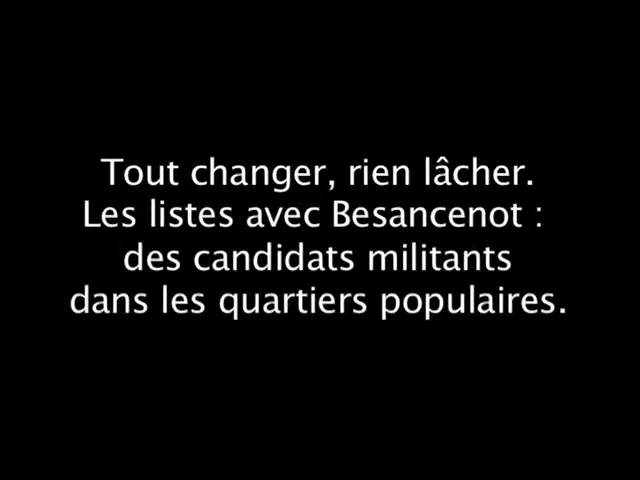 Tout changer, rien lâcher.
Les listes avec Besancenot :
des candidats militants
dans les quartiers populaires.